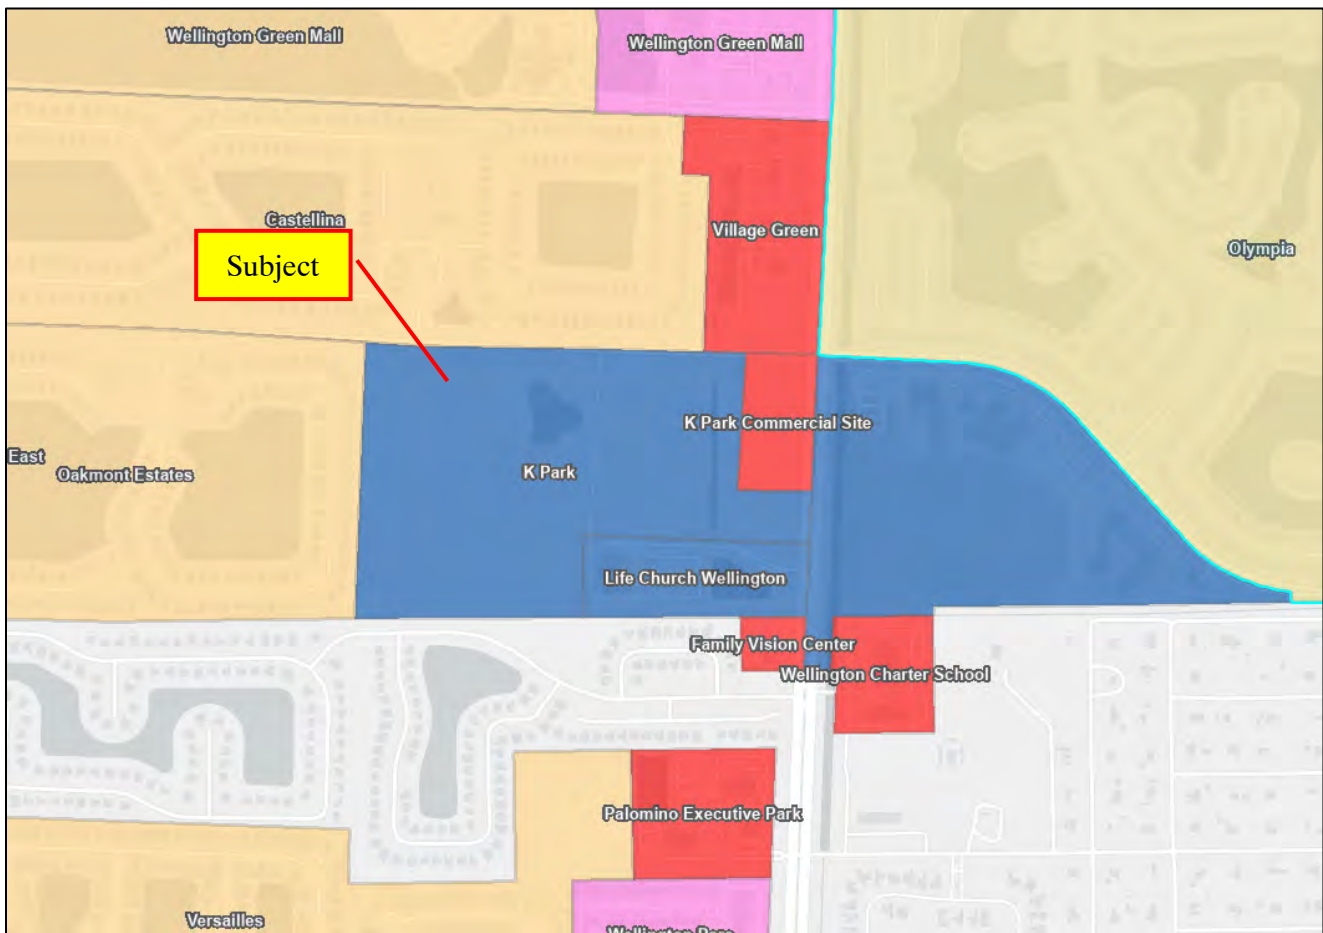 Wellington Green Mall
Wellington Green Mall
Castellina
Village Green
Olympia
Subject
K Park Commercial Site
East
Oakmont Estates
K Park
Life Church Wellington
Family Vision Center
Wellington Charter School
Palomino Executive Park
Versailles
Wellington